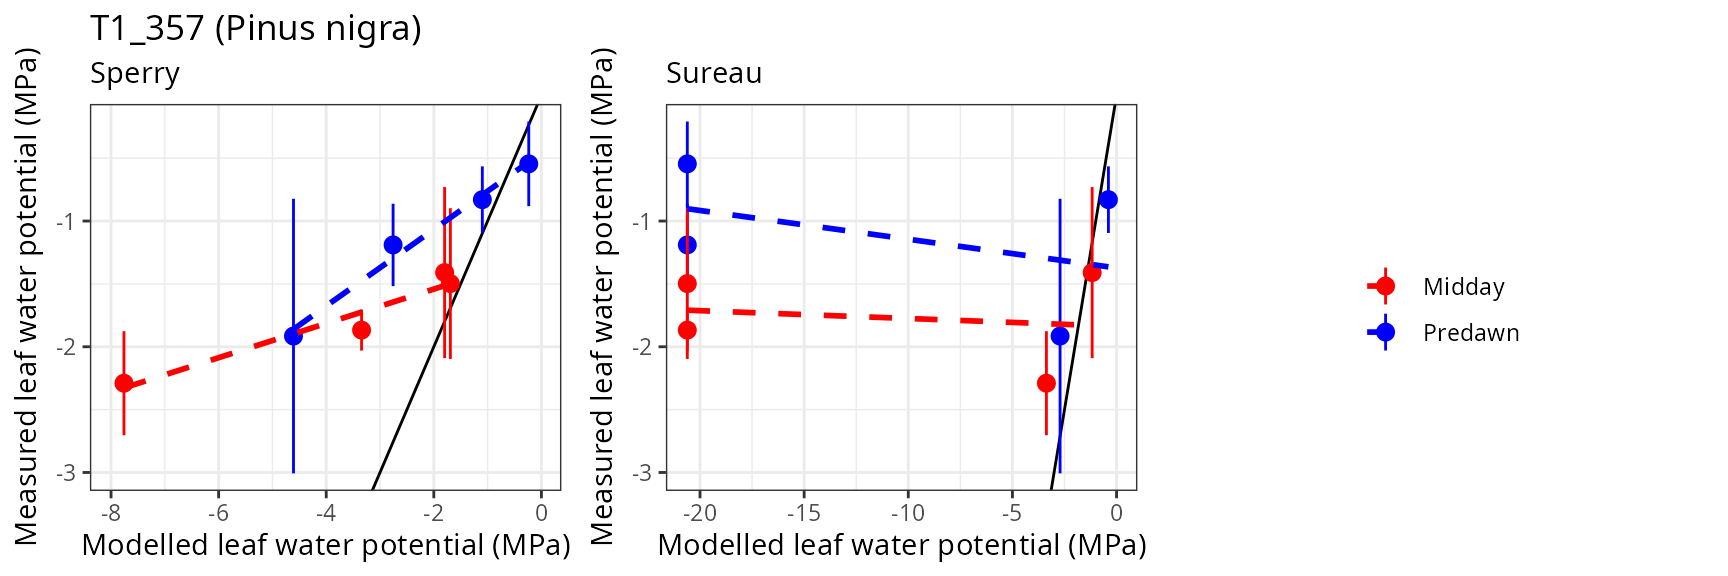 T1_357 (Pinus nigra)
Sperry
Measured leaf water potential (MPa)
-1
-2
-3
-8
-6
-4
-2
0
Modelled leaf water potential (MPa)
Sureau
Measured leaf water potential (MPa)
-1
-2
-3
-20
-15
-10
-5
0
Modelled leaf water potential (MPa)
Midday
Predawn